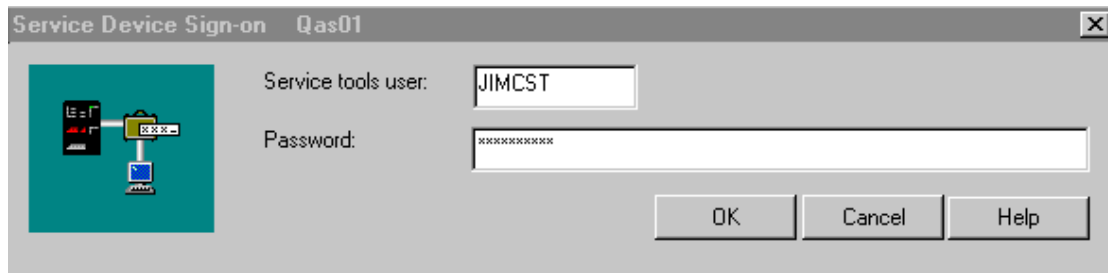 Service Device Sign-on Qas01
Service tools user: JIMCST
Password: **********
OK Cancel Help